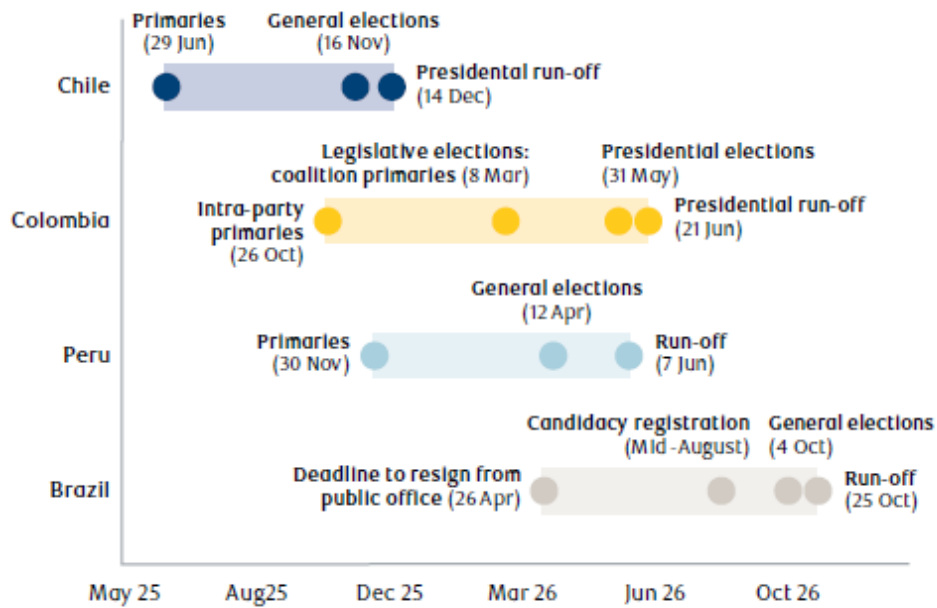 Primaries
(29 Jun)
General elections
(16 Nov)
Chile
Presidental run-off
(14 Dec)
Legislative elections:
coalition primaries (8 Mar)
Presidential elections
(31 May)
Colombia
Intra-party
primaries
(26 Oct)
Presidential run-off
(21 Jun)
General elections
(12 Apr)
Peru
Primaries
(30 Nov)
Run-off
(7 Jun)
Candidacy registration
(Mid-August)
General elections
(4 Oct)
Brazil
Deadline to resign from
public office (26 Apr)
Run-off
(25 Oct)
May 25
Aug25
Dec 25
Mar 26
Jun 26
Oct 26